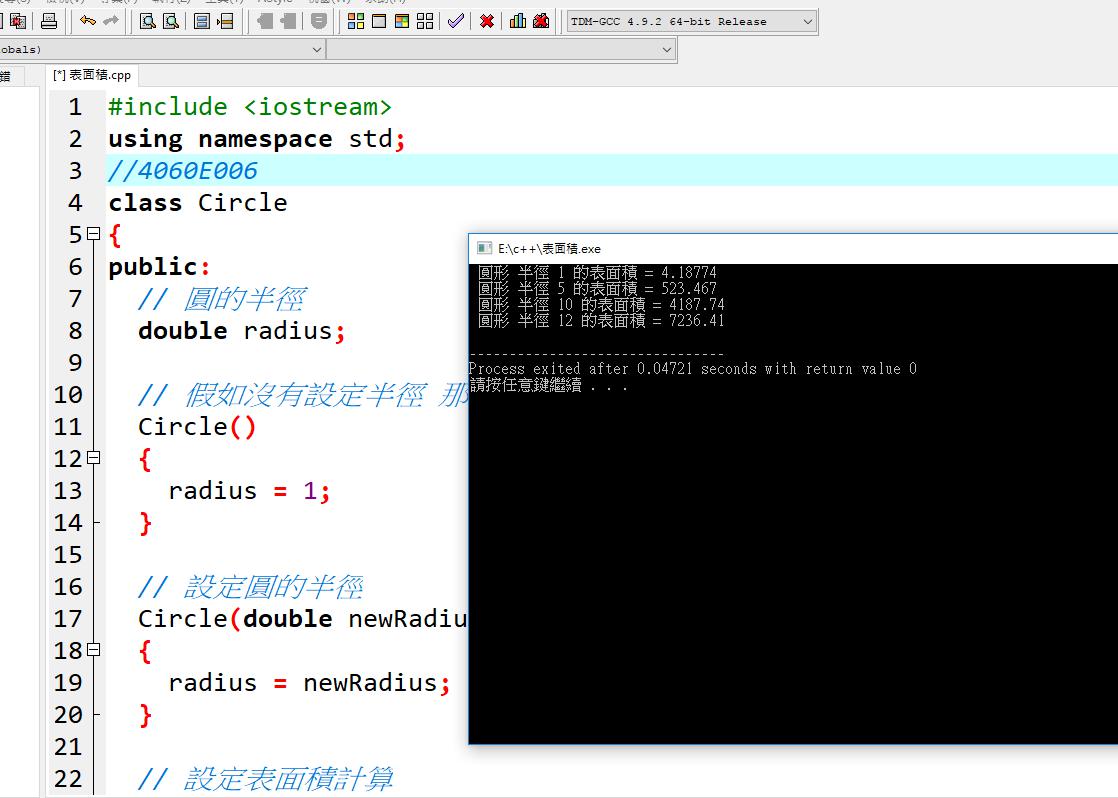 TDM-GCC 4.9.2 64-bit Release
obals)
錯
[*] 表面積.cpp
1 #include <iostream>
2 using namespace std;
3 //4060E006
4 class Circle
5 {
6 public:
7 // 圓的半徑
8 double radius;
9
10 // 假如沒有設定半徑 那
11 Circle()
12 {
13 radius = 1;
14 }
15
16 // 設定圓的半徑
17 Circle(double newRadiu
18 {
19 radius = newRadius;
20 }
21
22 // 設定表面積計算
E:\c++\表面積.exe
圓形 半徑 1 的表面積 = 4.18774
圓形 半徑 5 的表面積 = 523.467
圓形 半徑 10 的表面積 = 4187.74
圓形 半徑 12 的表面積 = 7236.41
--------------------------------
Process exited after 0.04721 seconds with return value 0
請按任意鍵繼續 . . .